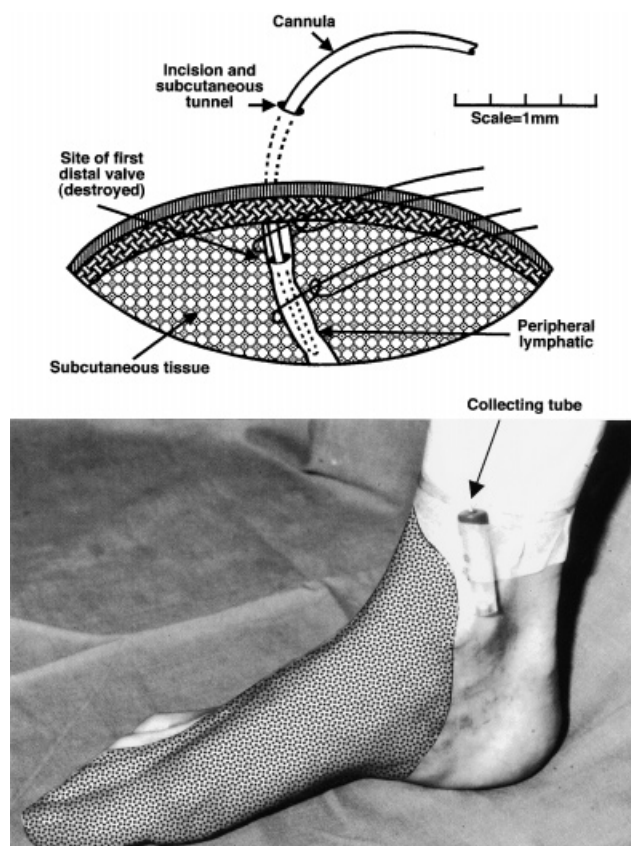 Cannula
Incision and
subcutaneous
tunnel
Scale=1mm
Site of first
distal valve
(destroyed)
Peripheral
lymphatic
Subcutaneous tissue
Collecting tube